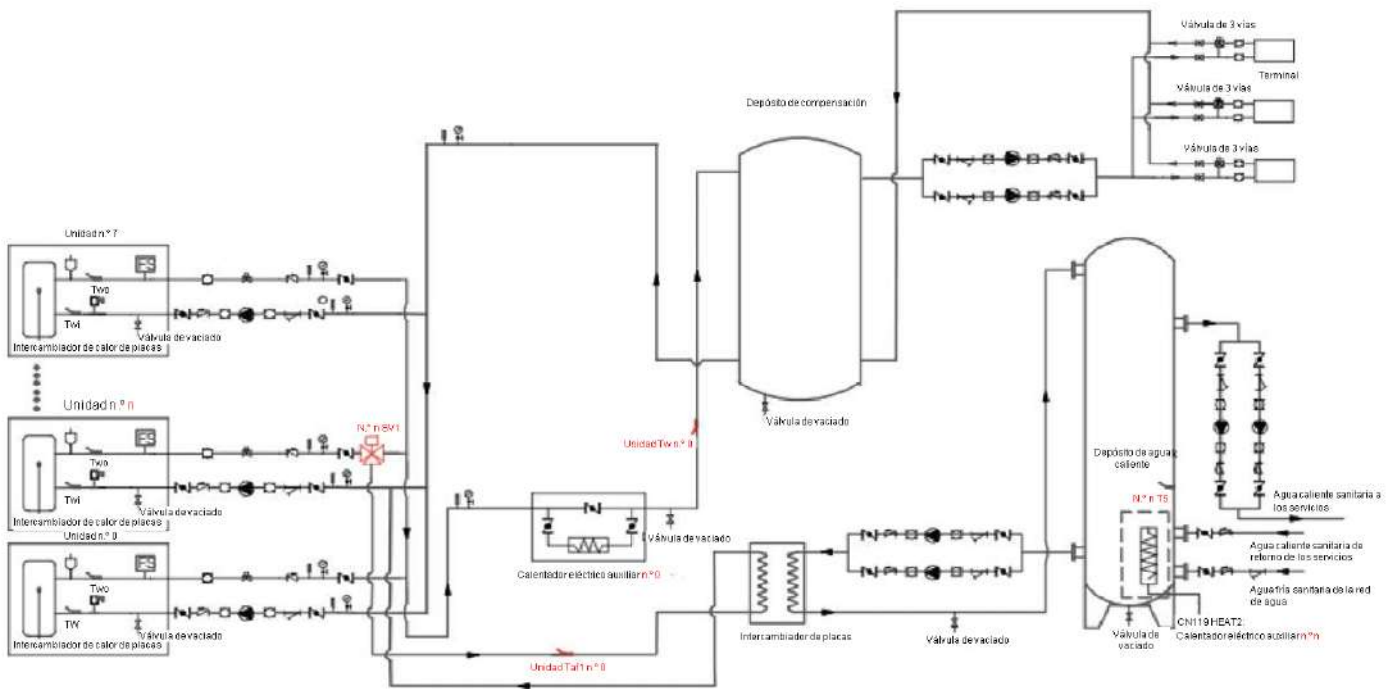 Válvula de 3 vías
Terminal
Válvula de 3 vías
Válvula de 3 vías
Depósito de compensación
Válvula de vaciado
Unidad n.º 7
FS
Two
Twi
Válvula de vaciado
Intercambiador de calor de placas
Unidad n.º n
N.º n SV1
FS
Two
Twi
Válvula de vaciado
Intercambiador de calor de placas
Unidad n.º 0
FS
Two
TW
Válvula de vaciado
Intercambiador de calor de placas
Unidad Tw n.º 0
Válvula de vaciado
Calentador eléctrico auxiliar n.º 0
Unidad Taf1 n.º 0
Intercambiador de placas
Válvula de vaciado
Depósito de agua
caliente
N.º n T5
Agua caliente sanitaria a
los servicios
Agua caliente sanitaria de
retorno de los servicios
Agua fría sanitaria de la red
de agua
CN119 HEAT2:
Calentador eléctrico auxiliar n.º n
Válvula de
vaciado